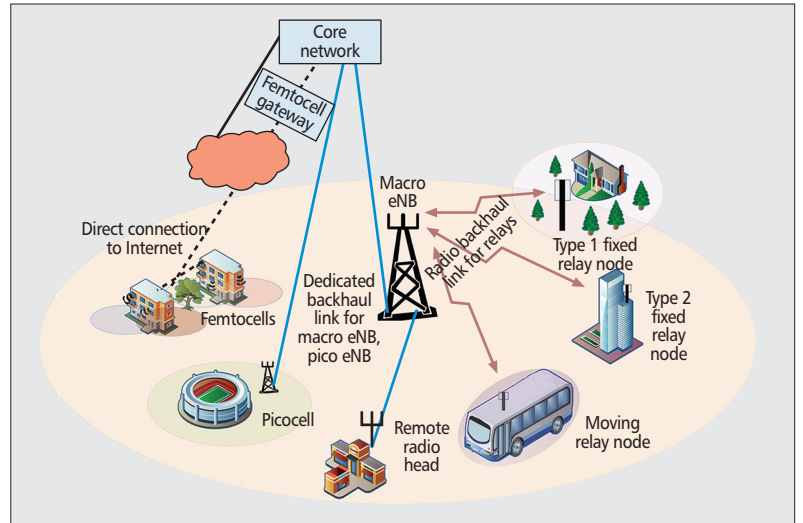 Core
network
Femtocell
gateway
Macro
eNB
Direct connection
to Internet
Radio backhaul
link for relays
Type 1 fixed
relay node
Dedicated
backhaul
link for
macro eNB,
pico eNB
Femtocells
Type 2
fixed
relay
node
Picocell
Remote
radio
head
Moving
relay node